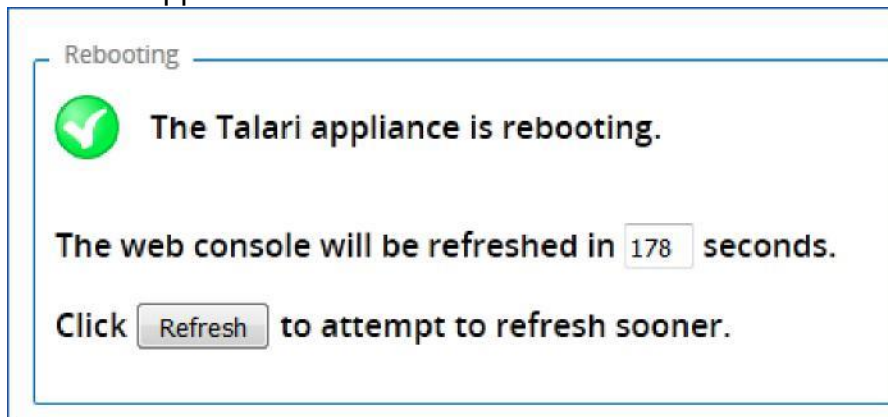 Rebooting
The Talari appliance is rebooting.
The web console will be refreshed in 178 seconds.
Click Refresh to attempt to refresh sooner.